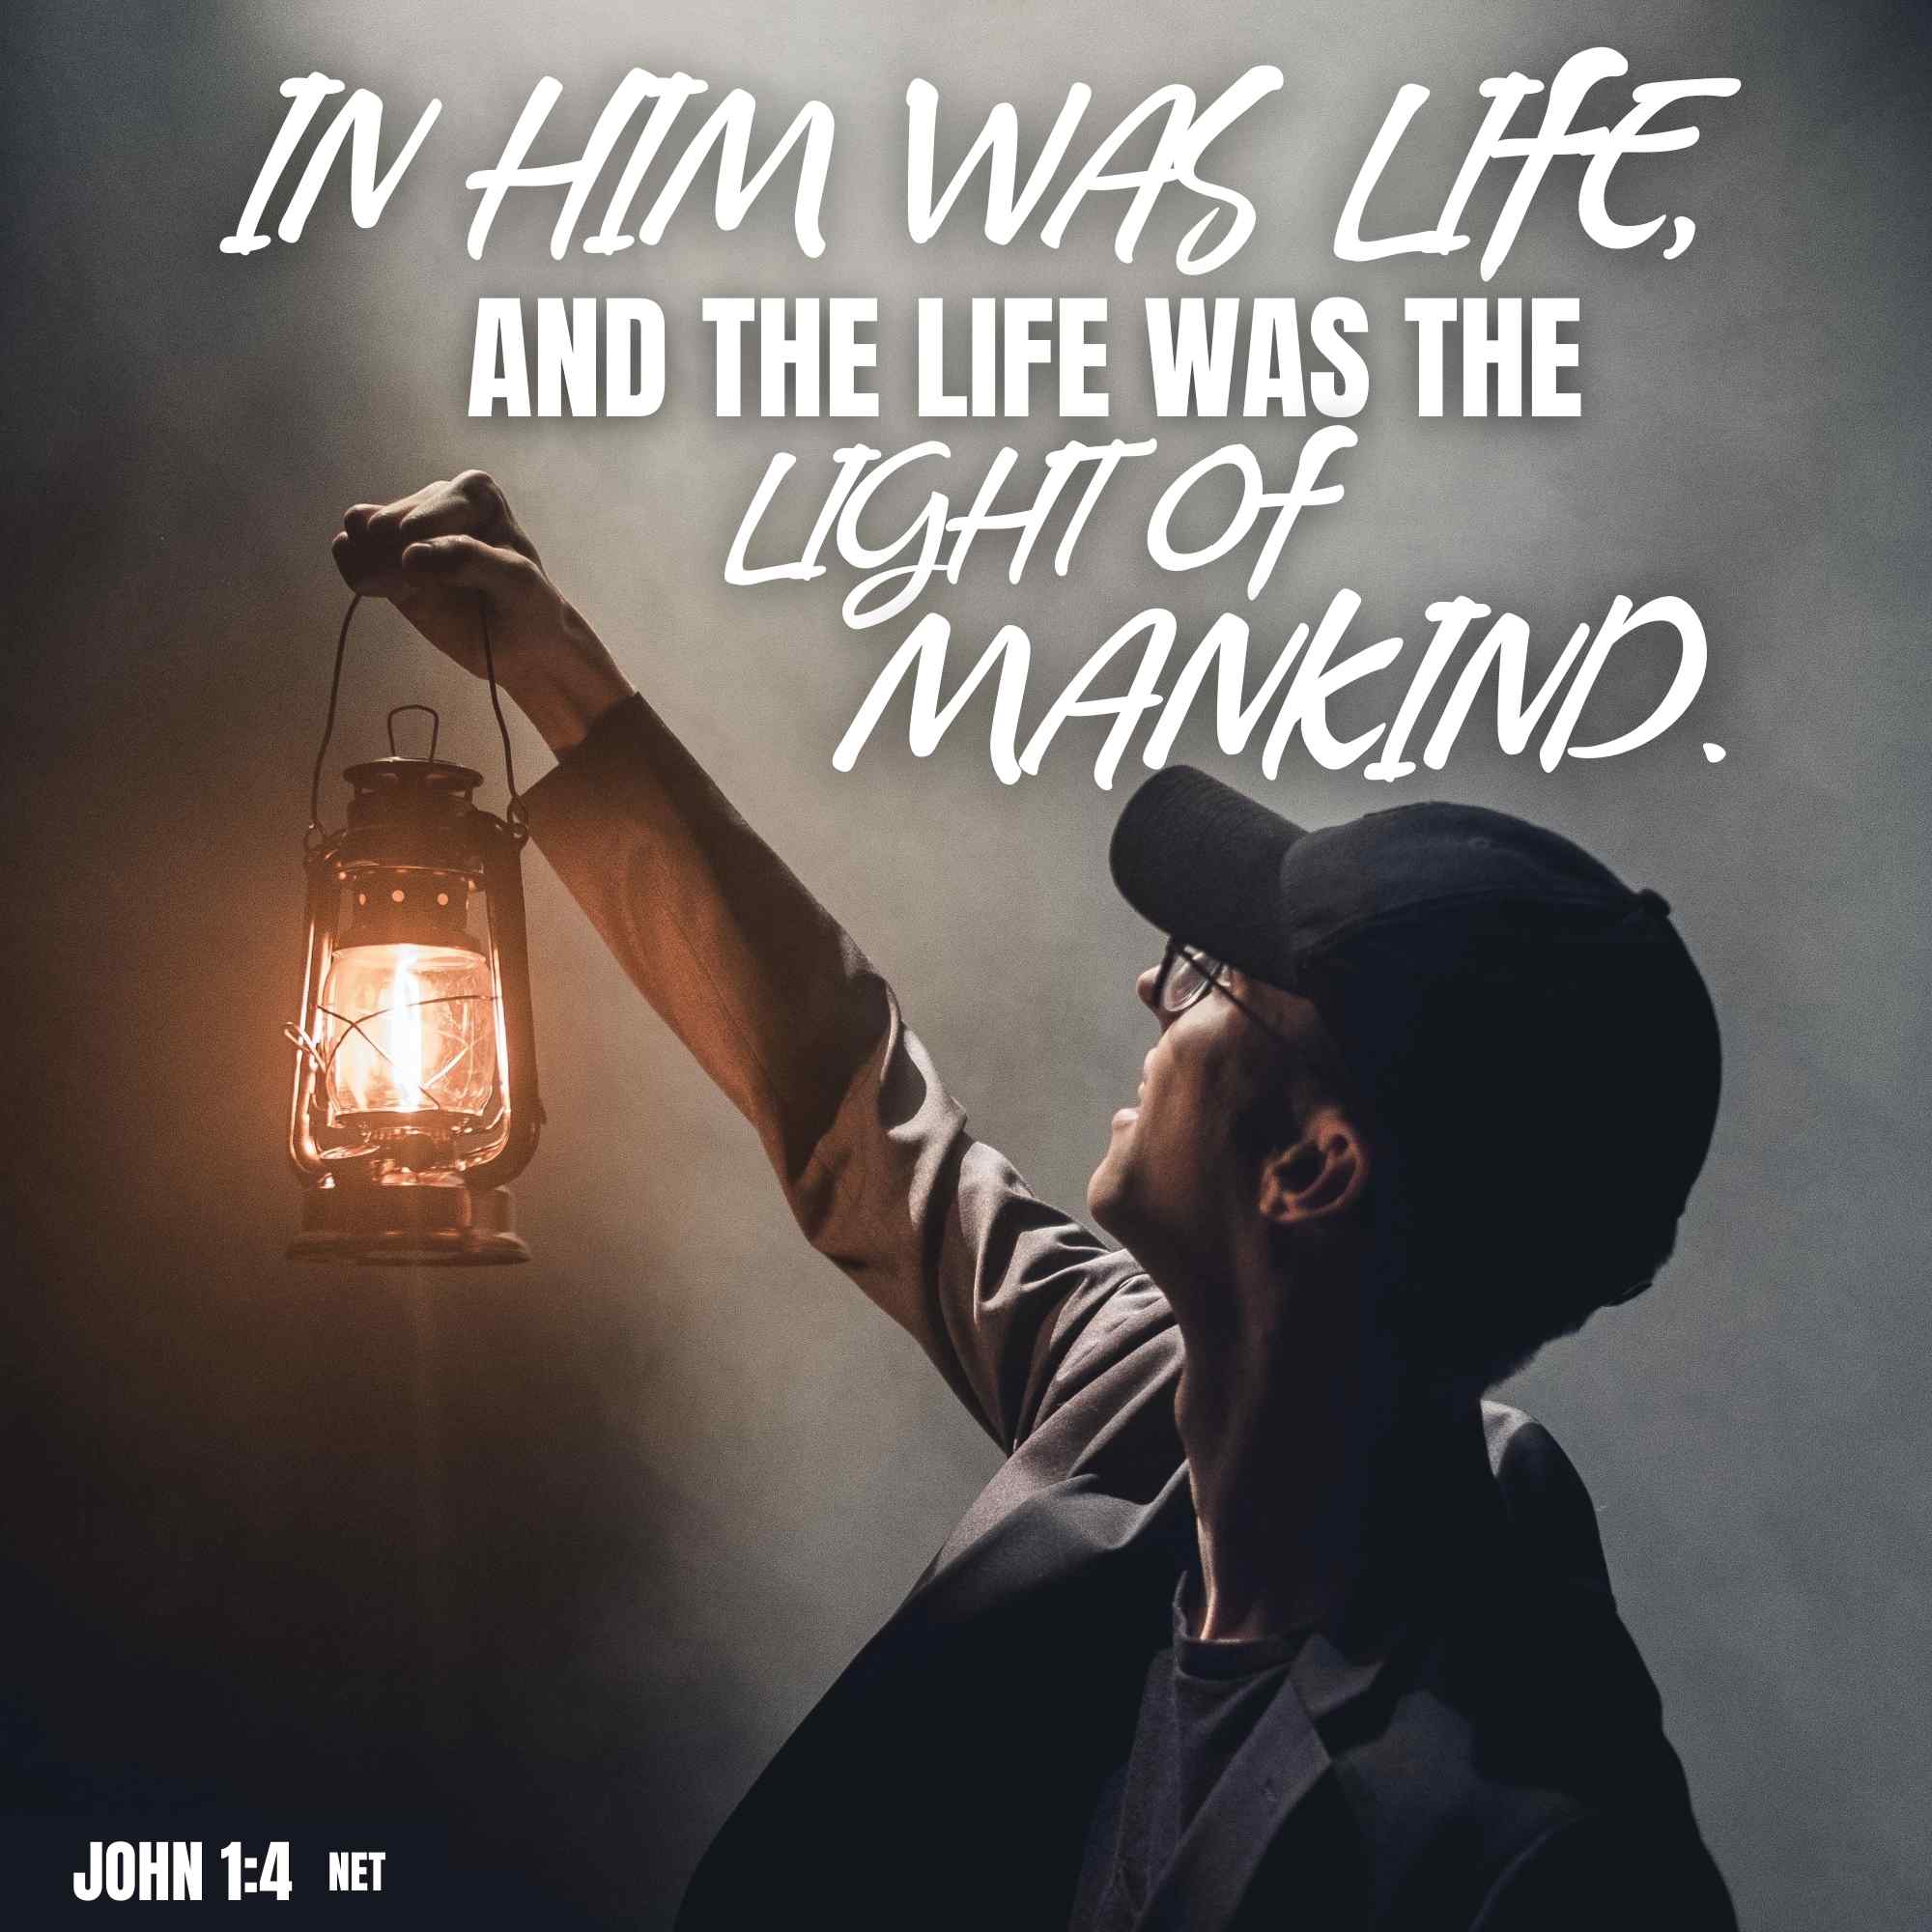 IN HIM WAS LIFE,
AND THE LIFE WAS THE
LIGHT OF
MANKIND.
JOHN 1:4 NET